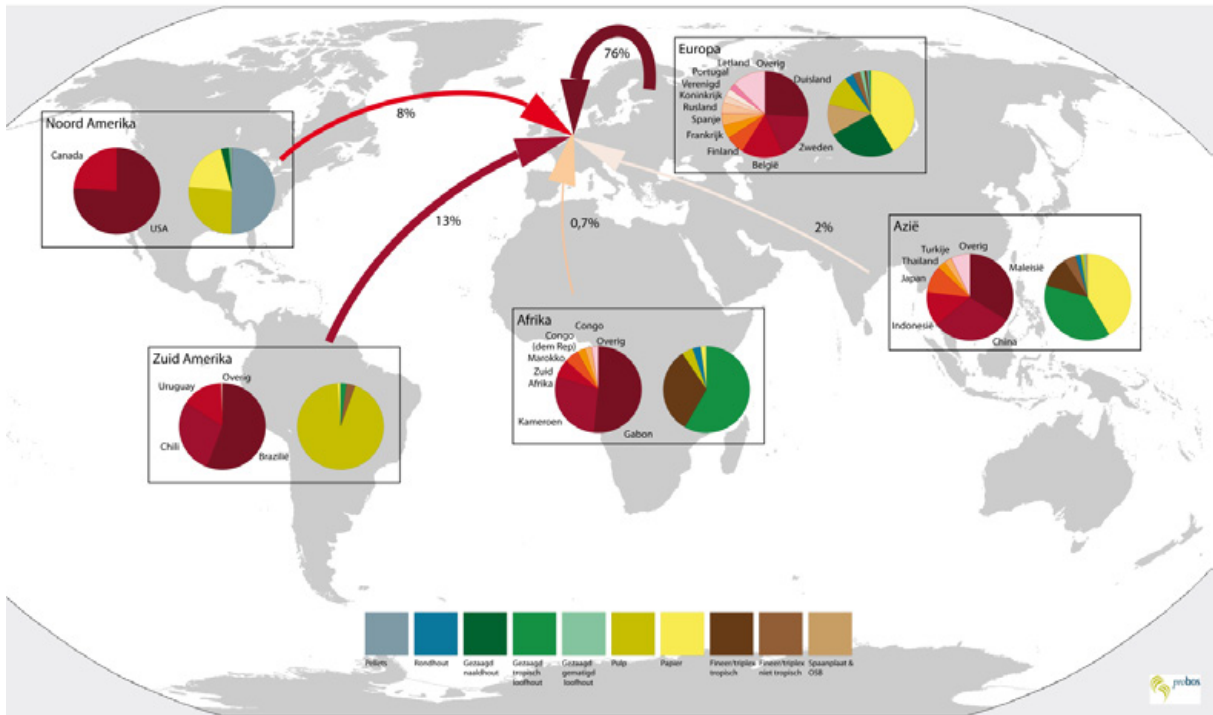 76%
8%
13%
0,7%
2%
Noord Amerika
Canada
USA
Europa
Letland
Overig
Portugal
Verenigd
Koninkrijk
Rusland
Spanje
Frankrijk
Finland
België
Zweden
Duisland
Azië
Turkije
Overig
Thailand
Japan
Indonesië
China
Maleisië
Afrika
Congo
Congo
(dem Rep)
Overig
Marokko
Zuid
Afrika
Kameroen
Gabon
Zuid Amerika
Uruguay
Overig
Chili
Brazilië
Pellets
Rondhout
Gezaagd
naaldhout
Gezaagd
tropisch
loofhout
Gezaagd
gematigd
loofhout
Pulp
Papier
Fineer/triplex
tropisch
Fineer/triplex
niet tropisch
Spaanplaat &
OSB
probos